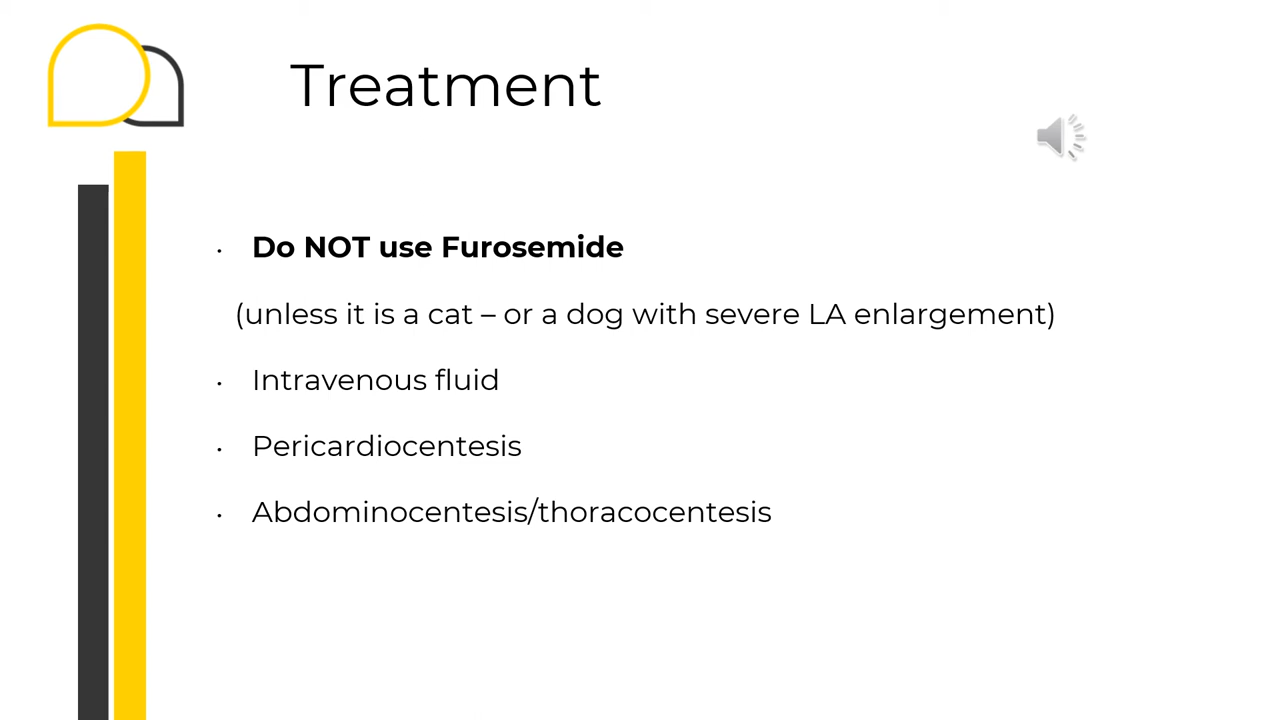 Treatment
• Do NOT use Furosemide
(unless it is a cat – or a dog with severe LA enlargement)
• Intravenous fluid
• Pericardiocentesis
• Abdominocentesis/thoracocentesis